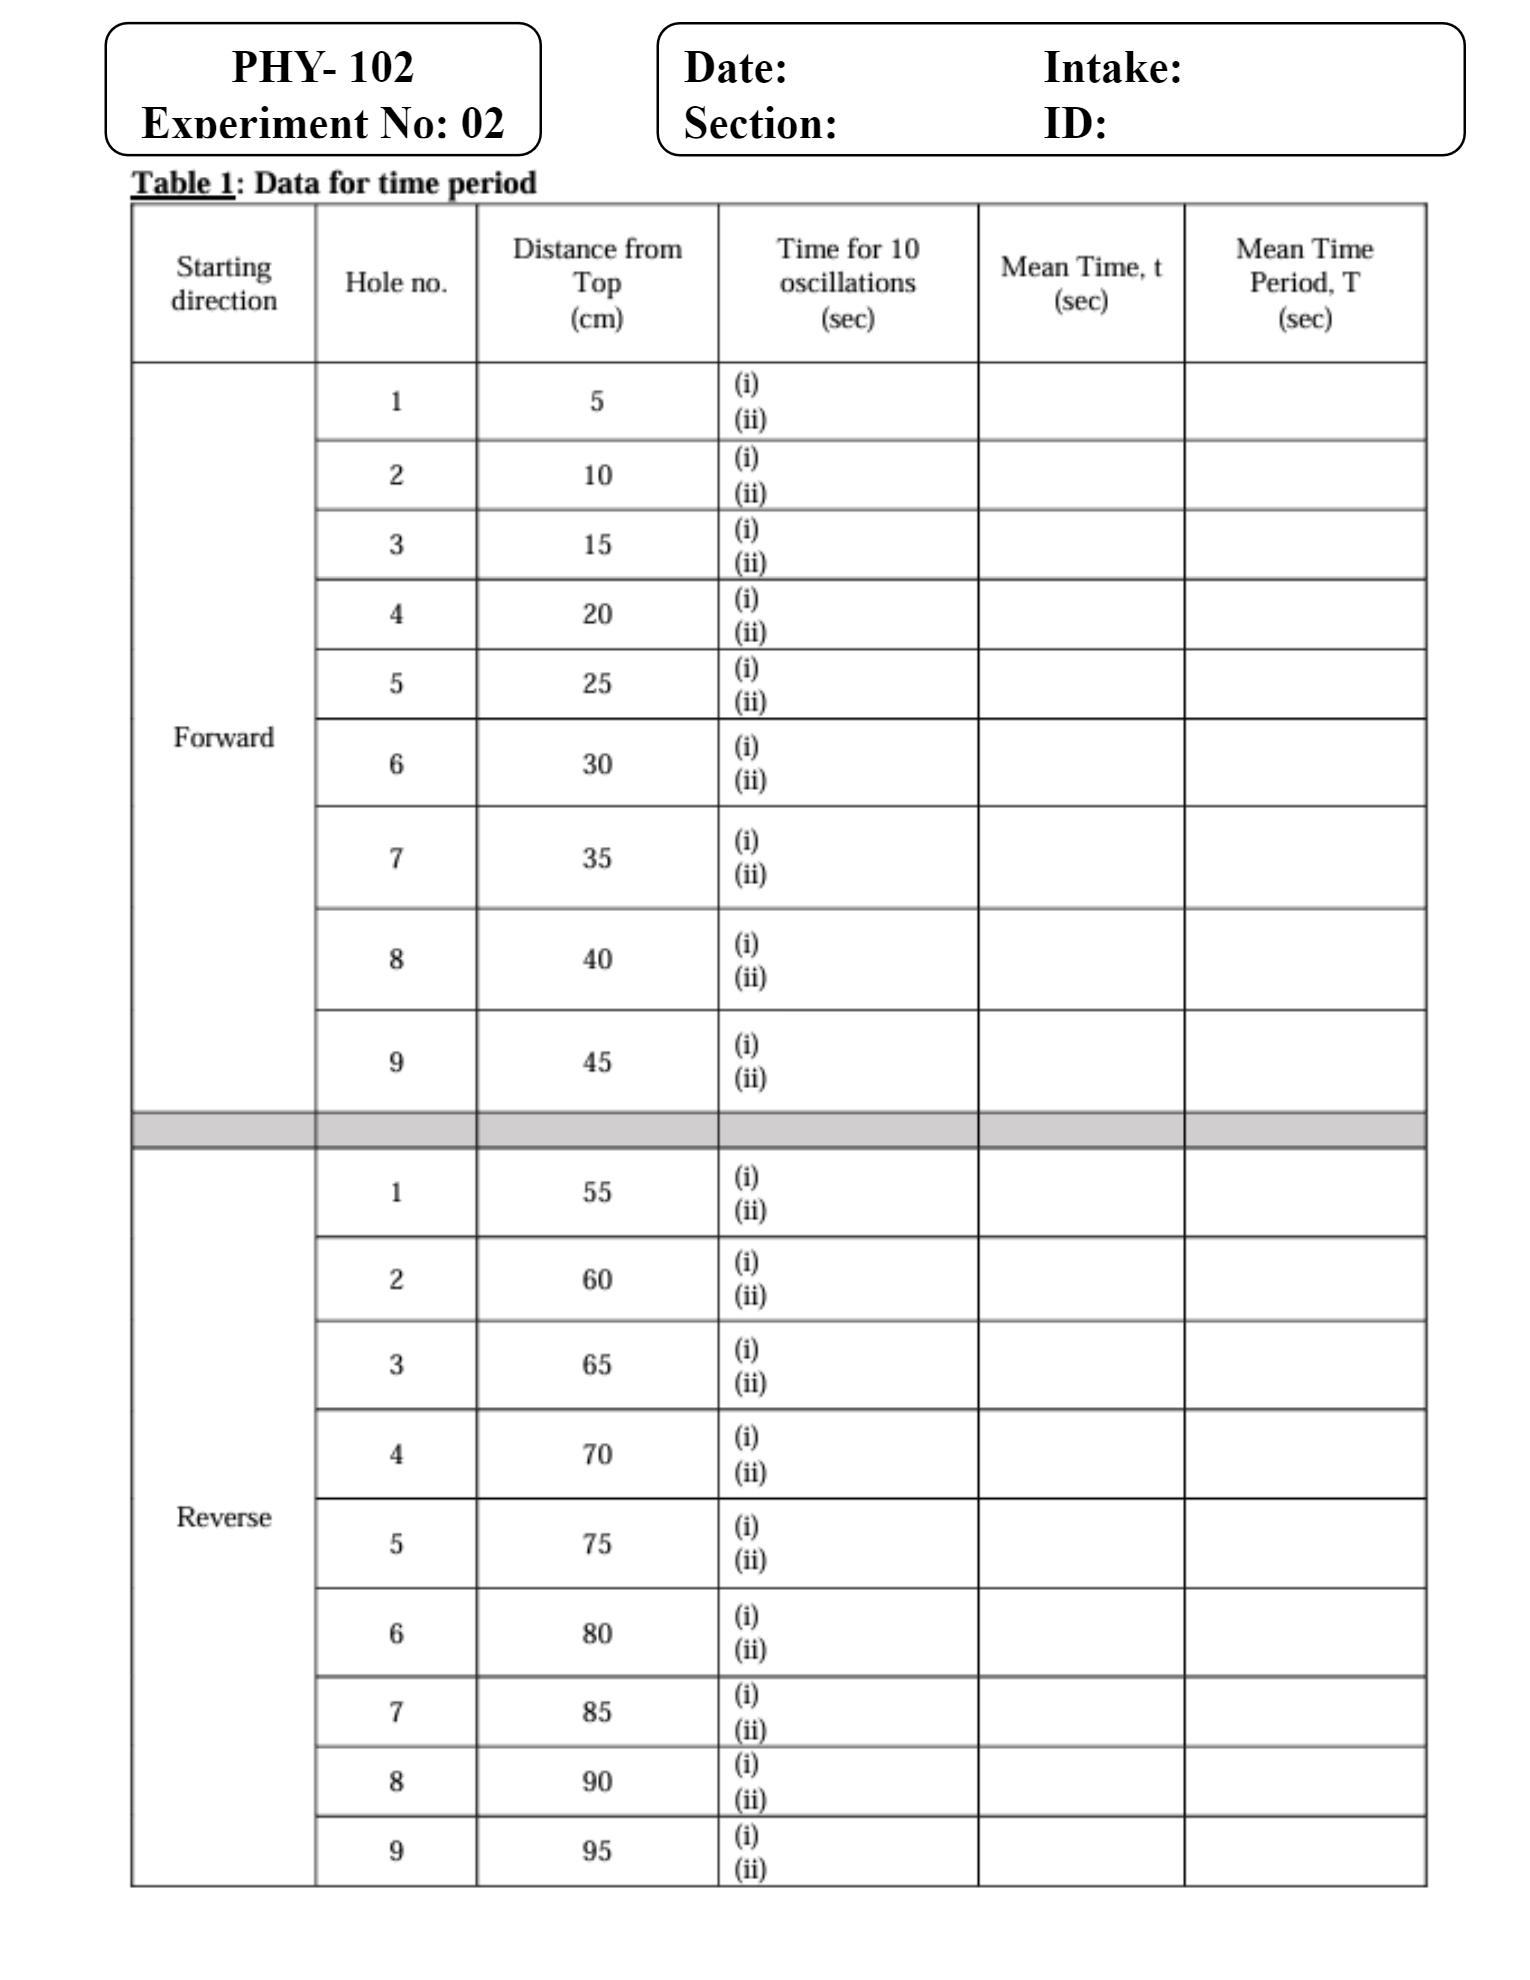 PHY- 102
Experiment No: 02
Date: Intake:
Section: ID:
Table 1: Data for time period
Starting direction Hole no. Distance from Top (cm) Time for 10 oscillations (sec) Mean Time, t (sec) Mean Time Period, T (sec)
Forward
1 5 (i)
(ii)
2 10 (i)
(ii)
3 15 (i)
(ii)
4 20 (i)
(ii)
5 25 (i)
(ii)
6 30 (i)
(ii)
7 35 (i)
(ii)
8 40 (i)
(ii)
9 45 (i)
(ii)
Reverse
1 55 (i)
(ii)
2 60 (i)
(ii)
3 65 (i)
(ii)
4 70 (i)
(ii)
5 75 (i)
(ii)
6 80 (i)
(ii)
7 85 (i)
(ii)
8 90 (i)
(ii)
9 95 (i)
(ii)